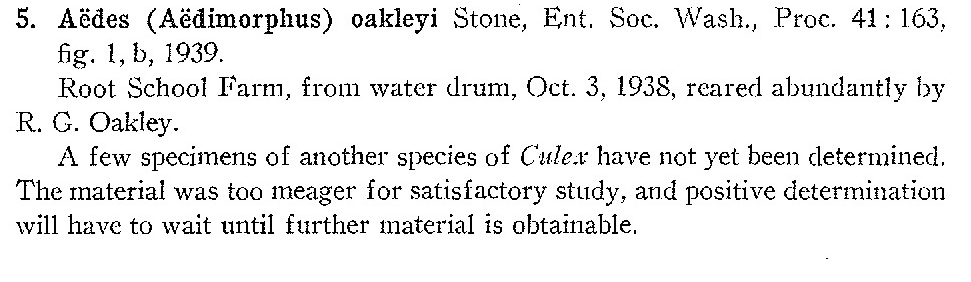 5. Aëdes (Aëdimorphus) oakleyi Stone, Ent. Soc. Wash., Proc. 41: 163,
fig. 1, b, 1939.
Root School Farm, from water drum, Oct. 3, 1938, reared abundantly by
R. G. Oakley.
A few specimens of another species of Culex have not yet been determined.
The material was too meager for satisfactory study, and positive determination
will have to wait until further material is obtainable.